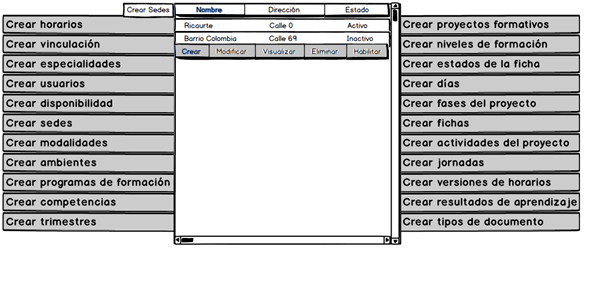 Crear Sedes Nombre Dirección Estado
Crear horarios
Crear vinculación
Crear especialidades
Crear usuarios
Crear disponibilidad
Crear sedes
Crear modalidades
Crear ambientes
Crear programas de formación
Crear competencias
Crear trimestres
Ricaurte Calle 0 Activo
Barrio Colombia Calle 69 Inactivo
Crear Modificar Visualizar Eliminar Habilitar
Crear proyectos formativos
Crear niveles de formación
Crear estados de la ficha
Crear días
Crear fases del proyecto
Crear fichas
Crear actividades del proyecto
Crear jornadas
Crear versiones de horarios
Crear resultados de aprendizaje
Crear tipos de documento